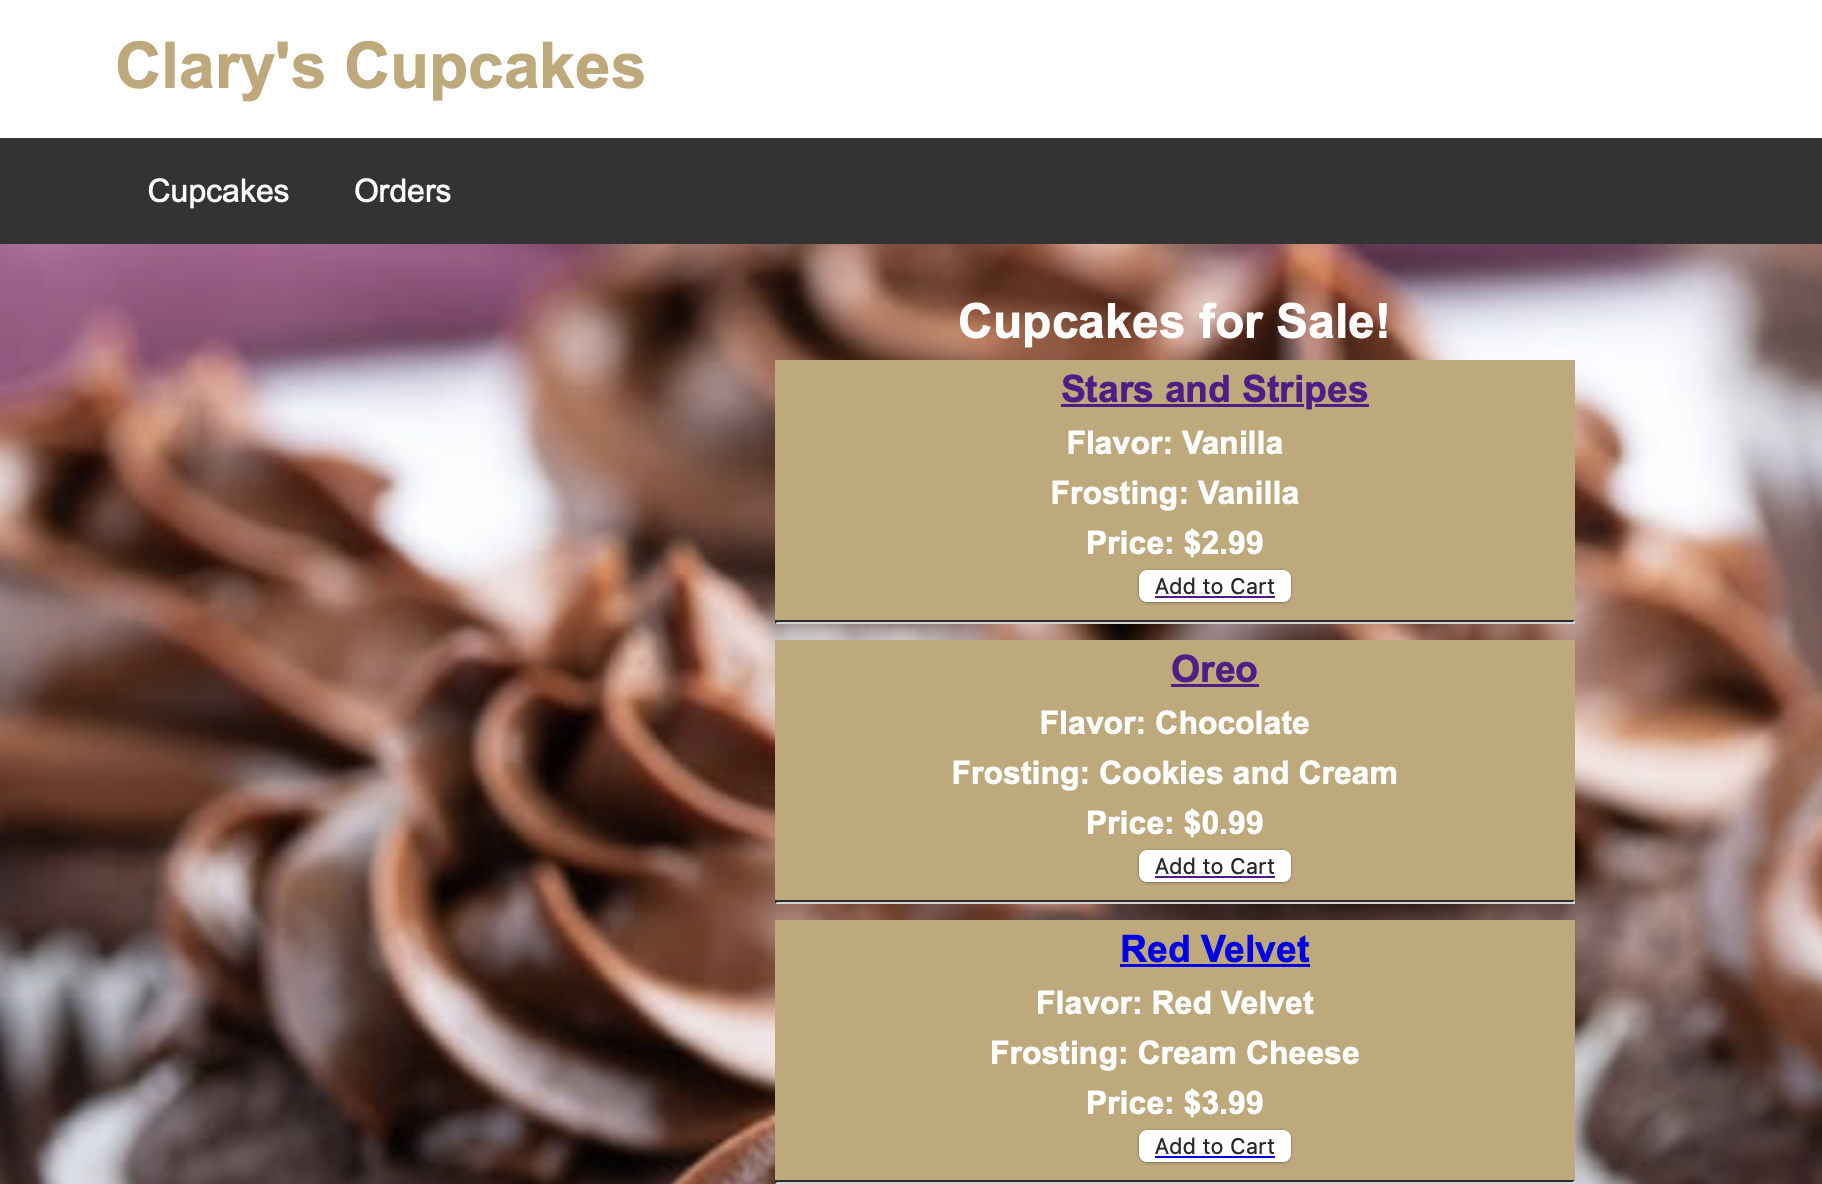 Clary's Cupcakes
Cupcakes Orders
Cupcakes for Sale!
Stars and Stripes
Flavor: Vanilla
Frosting: Vanilla
Price: $2.99
Add to Cart
Oreo
Flavor: Chocolate
Frosting: Cookies and Cream
Price: $0.99
Add to Cart
Red Velvet
Flavor: Red Velvet
Frosting: Cream Cheese
Price: $3.99
Add to Cart